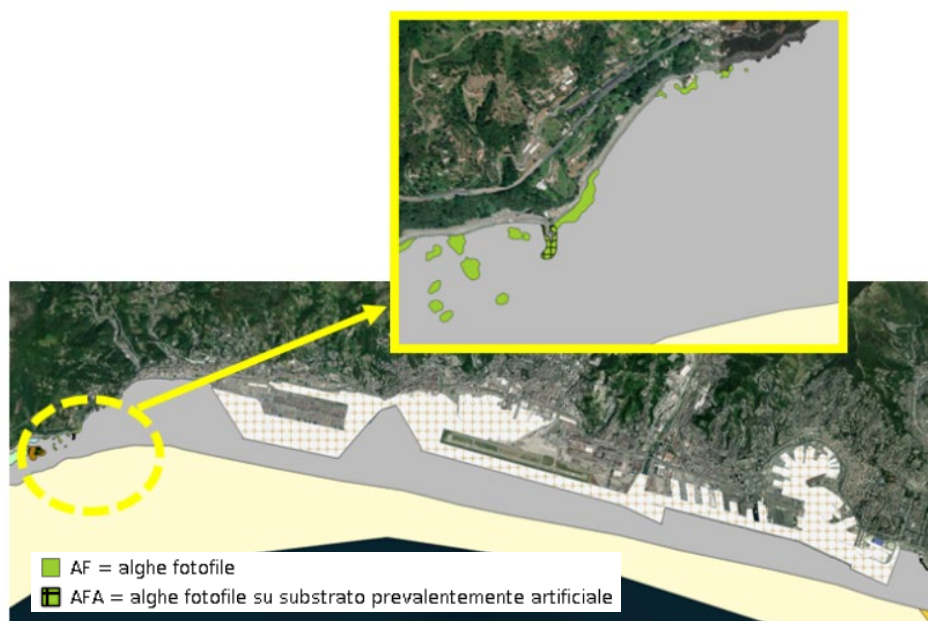 AF = alghe fotofile
AFA = alghe fotofile su substrato prevalentemente artificiale